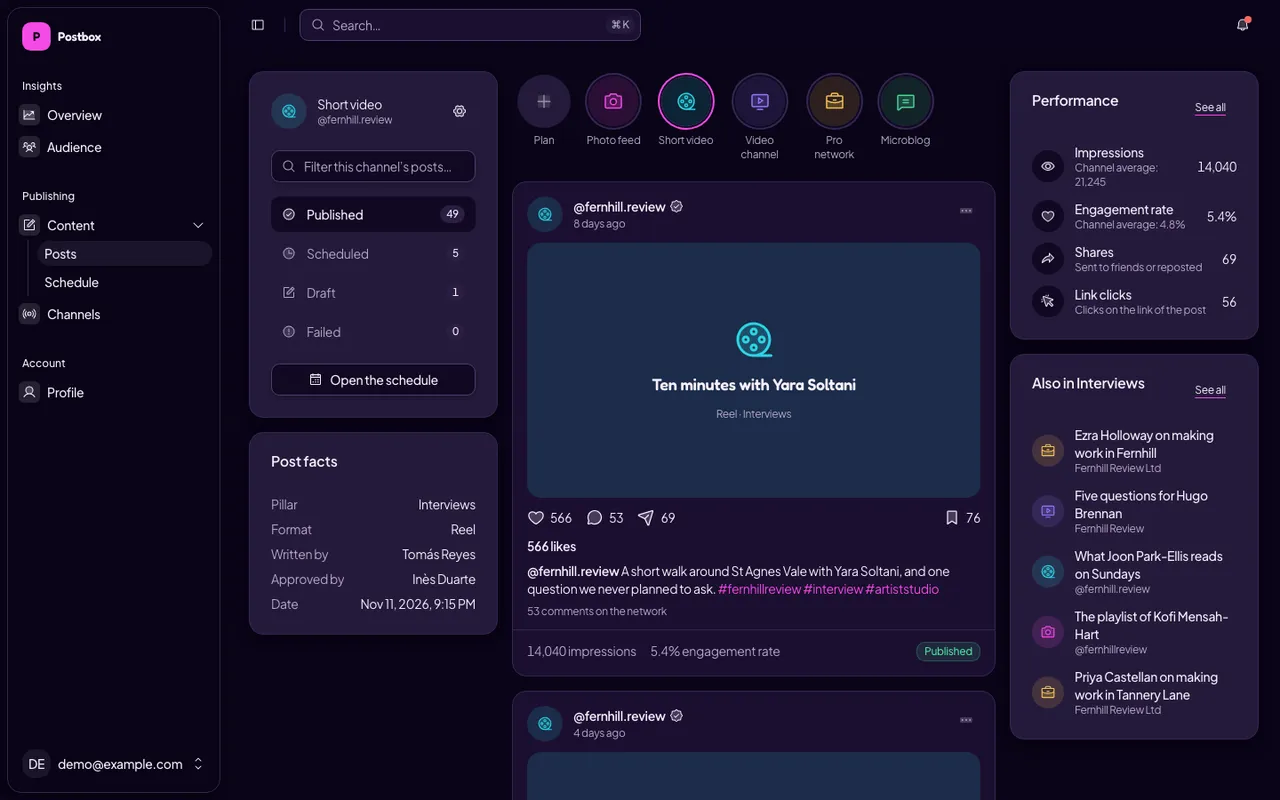 P Postbox
Insights
Overview
Audience
Publishing
Content
Posts
Schedule
Channels
Account
Profile
DE demo@example.com
Search... ⌘K
Short video
@fernhill.review
Filter this channel's posts...
Published 49
Scheduled 5
Draft 1
Failed 0
Open the schedule
Post facts
Pillar Interviews
Format Reel
Written by Tomás Reyes
Approved by Inès Duarte
Date Nov 11, 2026, 9:15 PM
Plan
Photo feed
Short video
Video
channel
Pro
network
Microblog
@fernhill.review
8 days ago
Ten minutes with Yara Soltani
Reel · Interviews
566 53 69 76
566 likes
@fernhill.review A short walk around St Agnes Vale with Yara Soltani, and one
question we never planned to ask. #fernhillreview #interview #artiststudio
53 comments on the network
14,040 impressions 5.4% engagement rate Published
@fernhill.review
4 days ago
Performance See all
Impressions
Channel average:
21,245
14,040
Engagement rate
Channel average: 4.8%
5.4%
Shares
Sent to friends or reposted
69
Link clicks
Clicks on the link of the post
56
Also in Interviews See all
Ezra Holloway on making
work in Fernhill
Fernhill Review Ltd
Five questions for Hugo
Brennan
Fernhill Review
What Joon Park-Ellis reads
on Sundays
@fernhill.review
The playlist of Kofi Mensah-
Hart
@fernhillreview
Priya Castellan on making
work in Tannery Lane
Fernhill Review Ltd